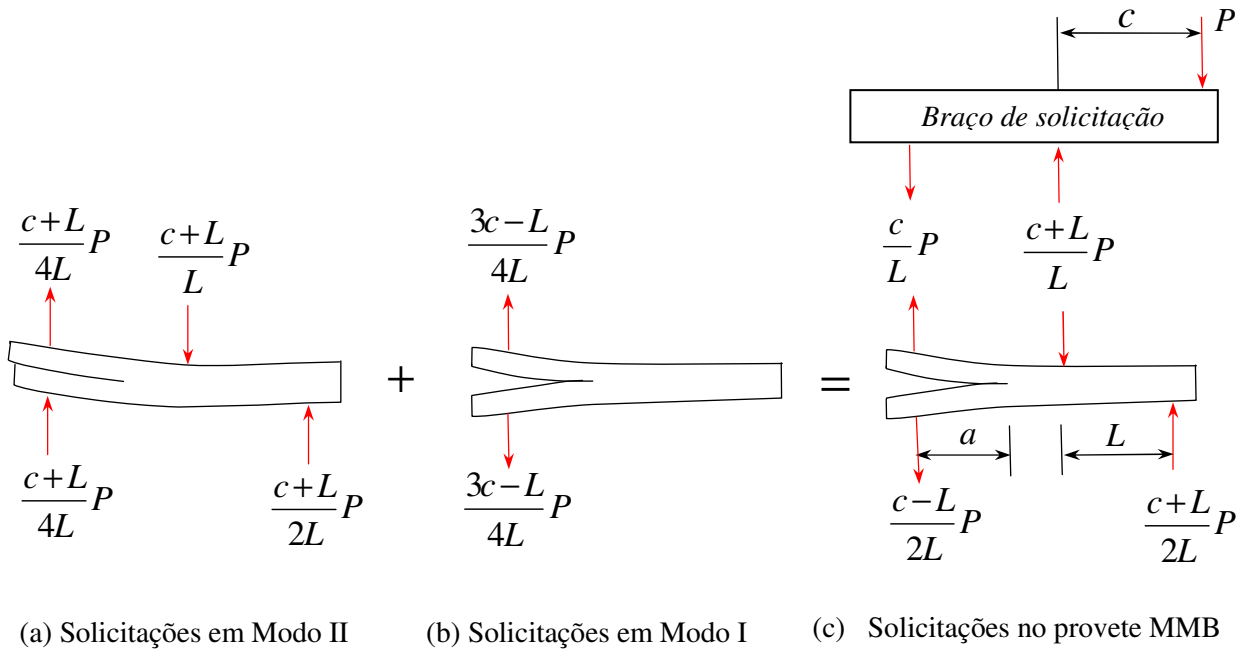 c P
Braço de solicitação
c+L/4L P c+L/L P 3c−L/4L P c/L P c+L/L P
+ =
a L
c+L/4L P c+L/2L P 3c−L/4L P c−L/2L P c+L/2L P
(a) Solicitações em Modo II (b) Solicitações em Modo I (c) Solicitações no provete MMB